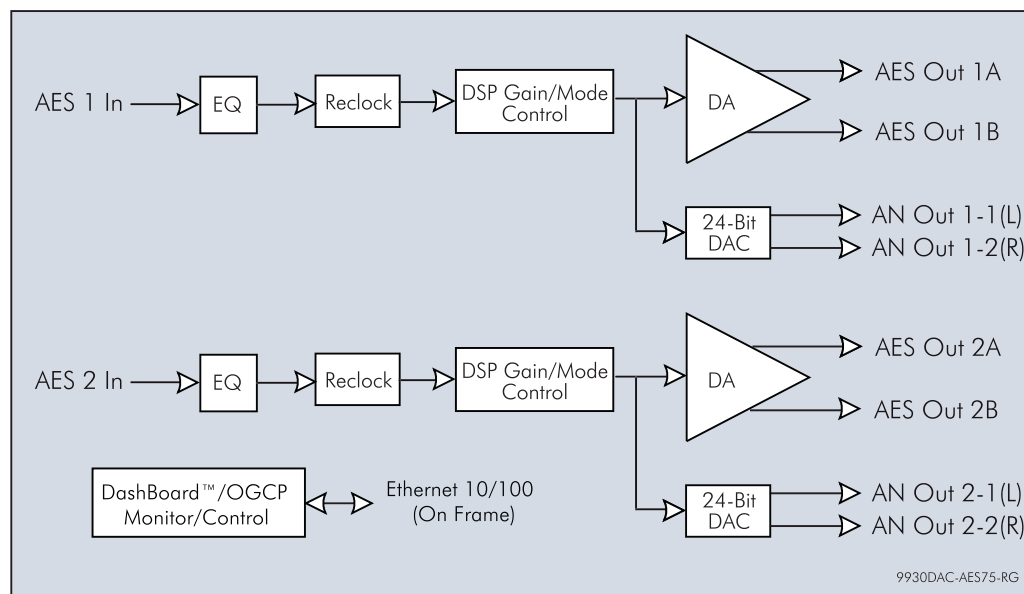 AES 1 In
EQ
Reclock
DSP Gain/Mode
Control
DA
AES Out 1A
AES Out 1B
24-Bit
DAC
AN Out 1-1(L)
AN Out 1-2(R)
AES 2 In
EQ
Reclock
DSP Gain/Mode
Control
DA
AES Out 2A
AES Out 2B
24-Bit
DAC
AN Out 2-1(L)
AN Out 2-2(R)
DashBoard™/OGCP
Monitor/Control
Ethernet 10/100
(On Frame)
9930DAC-AES75-RG